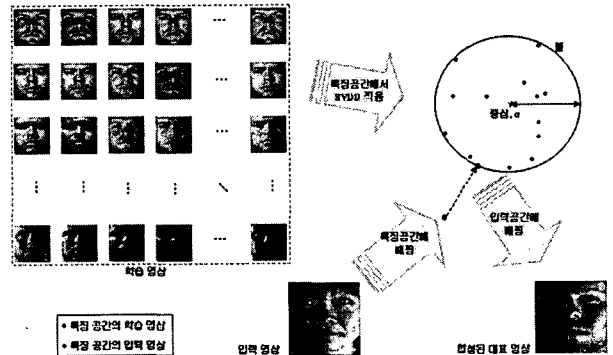 특징공간에서
SVDD 적용
볼
중심, a
특징공간에
매핑
입력공간에
매핑
학습 영상
• 특징 공간의 학습 영상
• 특징 공간의 입력 영상
입력 영상
합성된 대표 영상